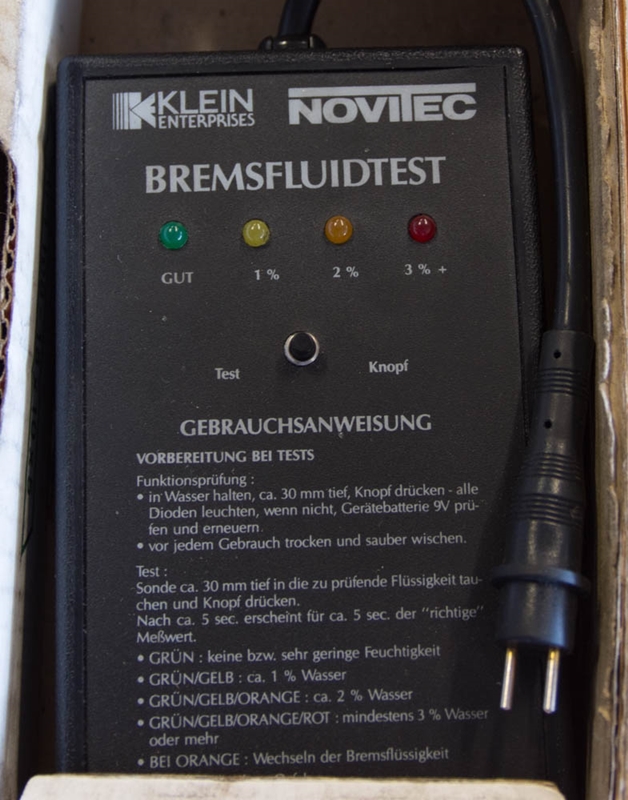 KLEIN
ENTERPRISES
NOVITEC
BREMSFLUIDTEST
GUT 1 % 2 % 3 % +
Test Knopf
GEBRAUCHSANWEISUNG
VORBEREITUNG BEI TESTS
Funktionsprüfung :
• in Wasser halten, ca. 30 mm tief, Knopf drücken - alle
Dioden leuchten, wenn nicht, Gerätebatterie 9V prü-
fen und erneuern.
• vor jedem Gebrauch trocken und sauber wischen.
Test :
Sonde ca. 30 mm tief in die zu prüfende Flüssigkeit tau-
chen und Knopf drücken.
Nach ca. 5 sec. erscheint für ca. 5 sec. der "richtige"
Meßwert.
• GRÜN : keine bzw. sehr geringe Feuchtigkeit
• GRÜN/GELB : ca. 1 % Wasser
• GRÜN/GELB/ORANGE : ca. 2 % Wasser
• GRÜN/GELB/ORANGE/ROT : mindestens 3 % Wasser
oder mehr
• BEI ORANGE : Wechseln der Bremsflüssigkeit